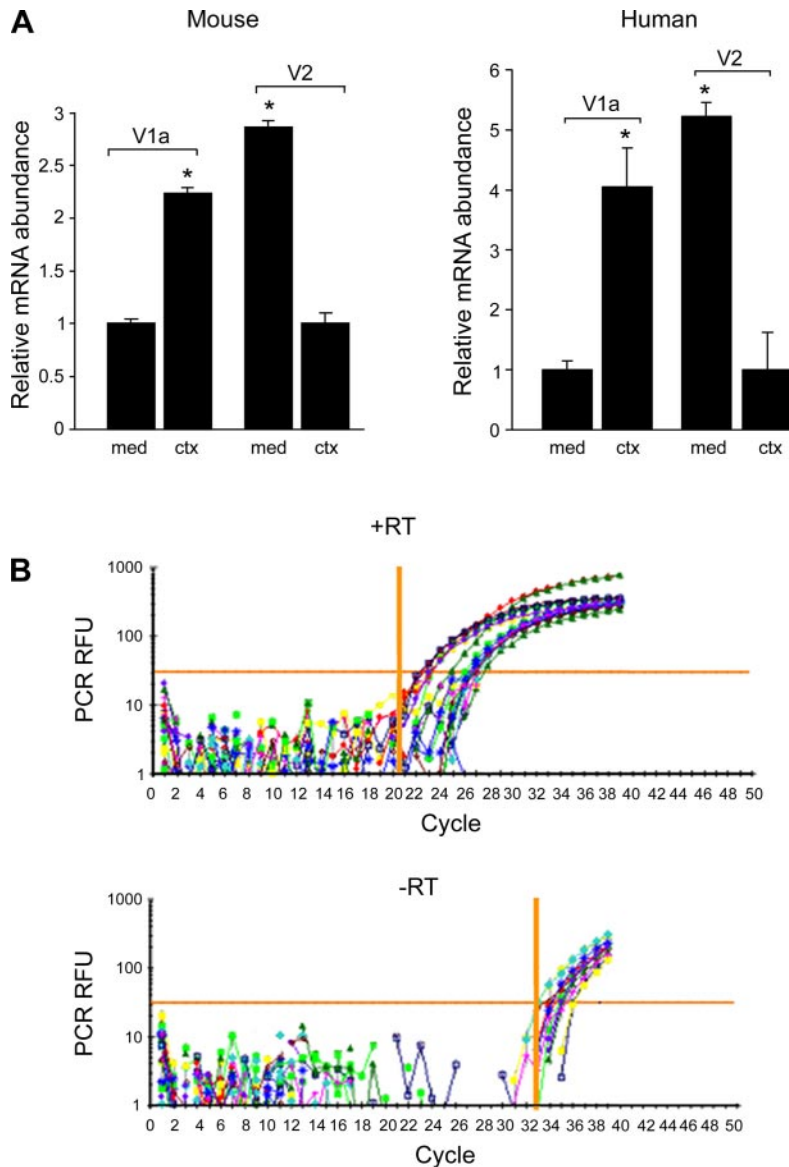 A
Mouse
Human
Relative mRNA abundance
3
2.5
2
1.5
1
0.5
0
V1a
V2
*
*
med
ctx
med
ctx
Relative mRNA abundance
6
5
4
3
2
1
0
V1a
V2
*
*
med
ctx
med
ctx
B
+RT
PCR RFU
1000
100
10
1
0 2 4 6 8 10 12 14 16 18 20 22 24 26 28 30 32 34 36 38 40 42 44 46 48 50
Cycle
-RT
PCR RFU
1000
100
10
1
0 2 4 6 8 10 12 14 16 18 20 22 24 26 28 30 32 34 36 38 40 42 44 46 48 50
Cycle